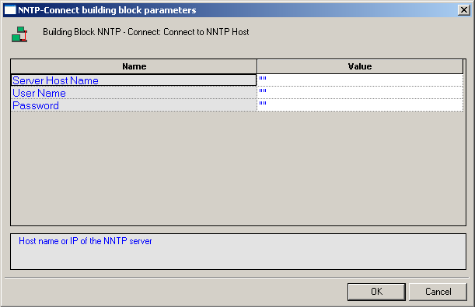 NNTP-Connect building block parameters
Building Block NNTP - Connect: Connect to NNTP Host
Name Value
Server Host Name ""
User Name ""
Password ""
Host name or IP of the NNTP server
OK Cancel